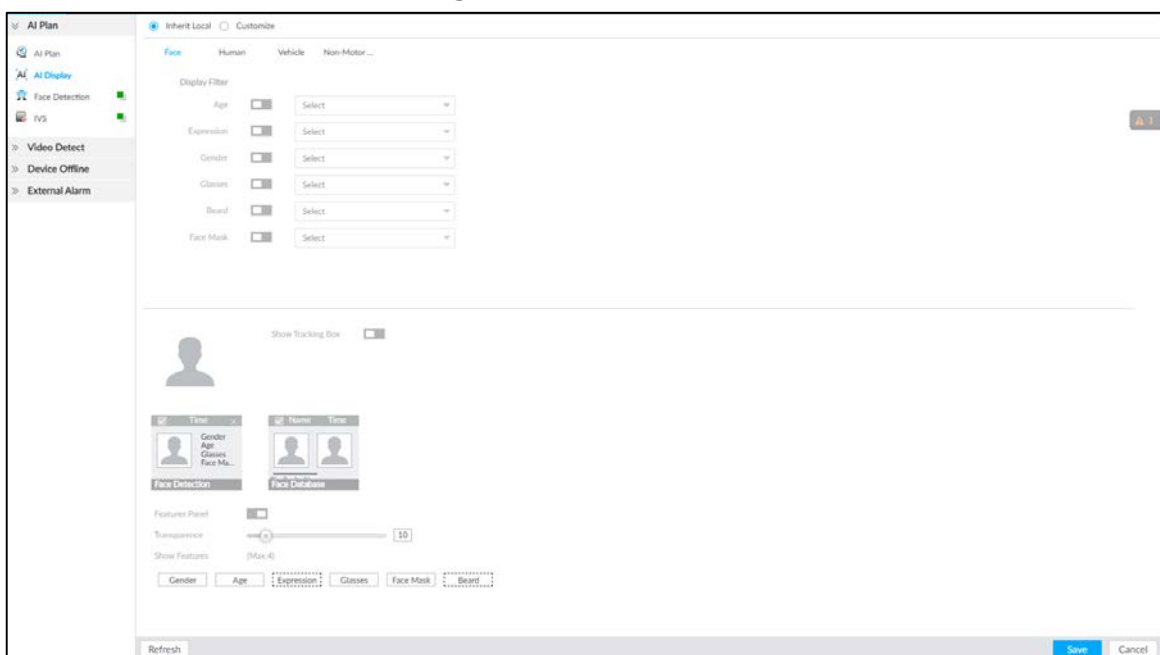 AI Plan
Inherit Local Customize
AI Plan
AI Display
Face Detection
IVS
Video Detect
Device Offline
External Alarm
Face Human Vehicle Non-Motor ...
Display Filter
Age Select
Expression Select
Gender Select
Glasses Select
Beard Select
Face Mask Select
1
Show Tracking Box
Time
Gender
Age
Glasses
Face Ma...
Face Detection
Name Time
Face Database
Features Panel
Transparence 10
Show Features (Max:4)
Gender Age Expression Glasses Face Mask Beard
Refresh Save Cancel